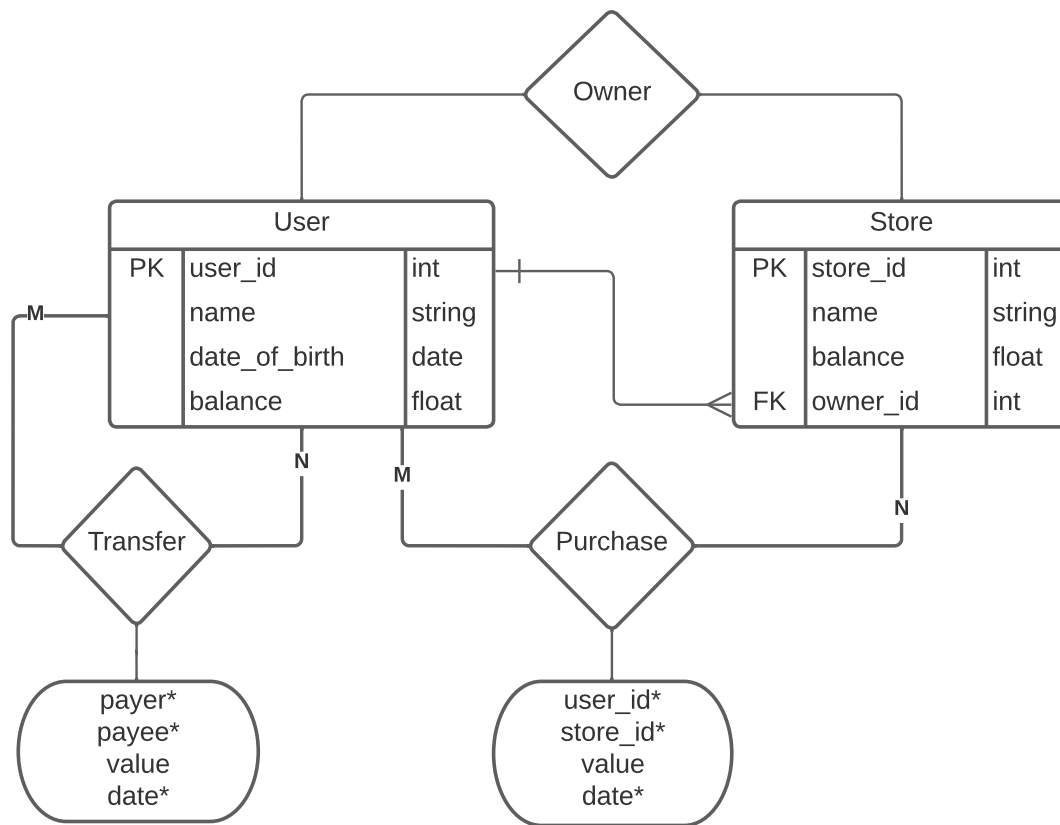 Owner
User
PK user_id int
name string
date_of_birth date
balance float
Store
PK store_id int
name string
balance float
FK owner_id int
M
N
M
N
Transfer
Purchase
payer*
payee*
value
date*
user_id*
store_id*
value
date*